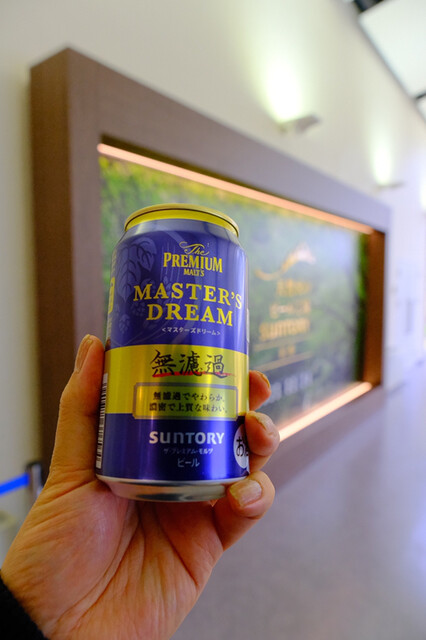 The
PREMIUM
MALT'S
MASTER'S
DREAM
<マスターズドリーム>
無濾過
無濾過でやわらか、
濃密で上質な味わい。
SUNTORY
ザ・プレミアム・モルツ
ビール
お
SUNTORY